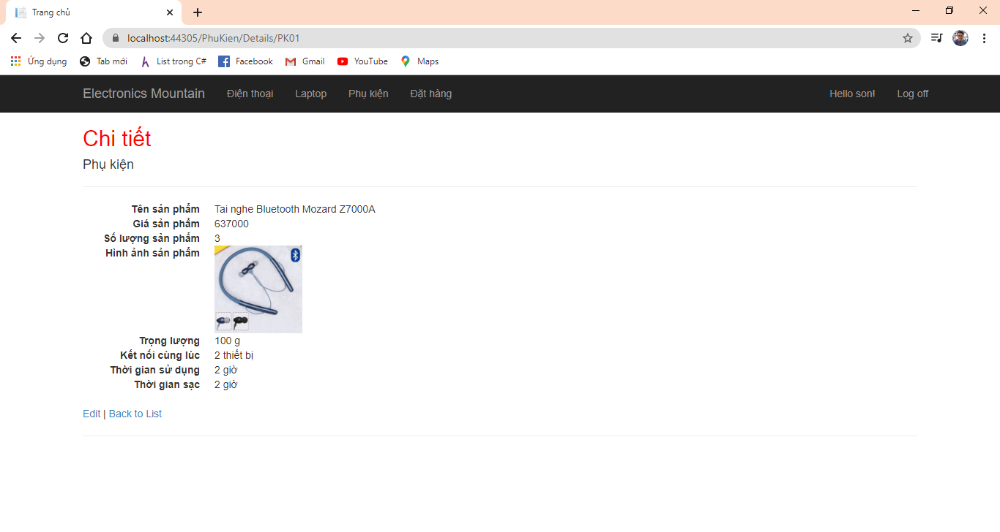 Trang chủ
localhost:44305/PhuKien/Details/PK01
Ứng dụng Tab mới List trong C# Facebook Gmail YouTube Maps
Electronics Mountain Điện thoại Laptop Phụ kiện Đặt hàng Hello son! Log off
Chi tiết
Phụ kiện
Tên sản phẩm Tai nghe Bluetooth Mozard Z7000A
Giá sản phẩm 637000
Số lượng sản phẩm 3
Hình ảnh sản phẩm
Trọng lượng 100 g
Kết nối cùng lúc 2 thiết bị
Thời gian sử dụng 2 giờ
Thời gian sạc 2 giờ
Edit | Back to List